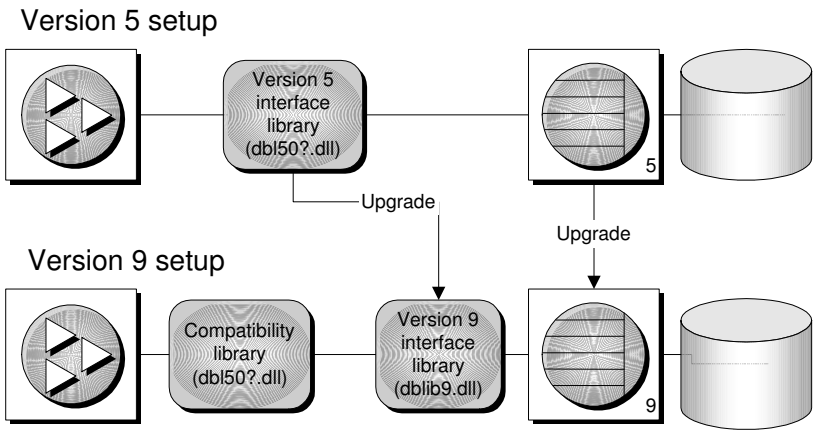 Version 5 setup
Version 5
interface
library
(dbl50?.dll)
5
Upgrade
Upgrade
Version 9 setup
Compatibility
library
(dbl50?.dll)
Version 9
interface
library
(dblib9.dll)
9